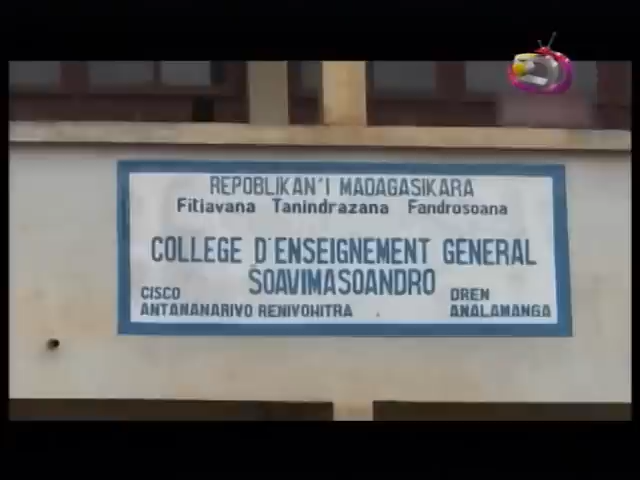 REPOBLIKAN'I MADAGASIKARA
Fitiavana Tanindrazana Fandrosoana
COLLEGE D'ENSEIGNEMENT GENERAL
SOAVIMASOANDRO
CISCO DREN
ANTANANARIVO RENIVOHITRA ANALAMANGA